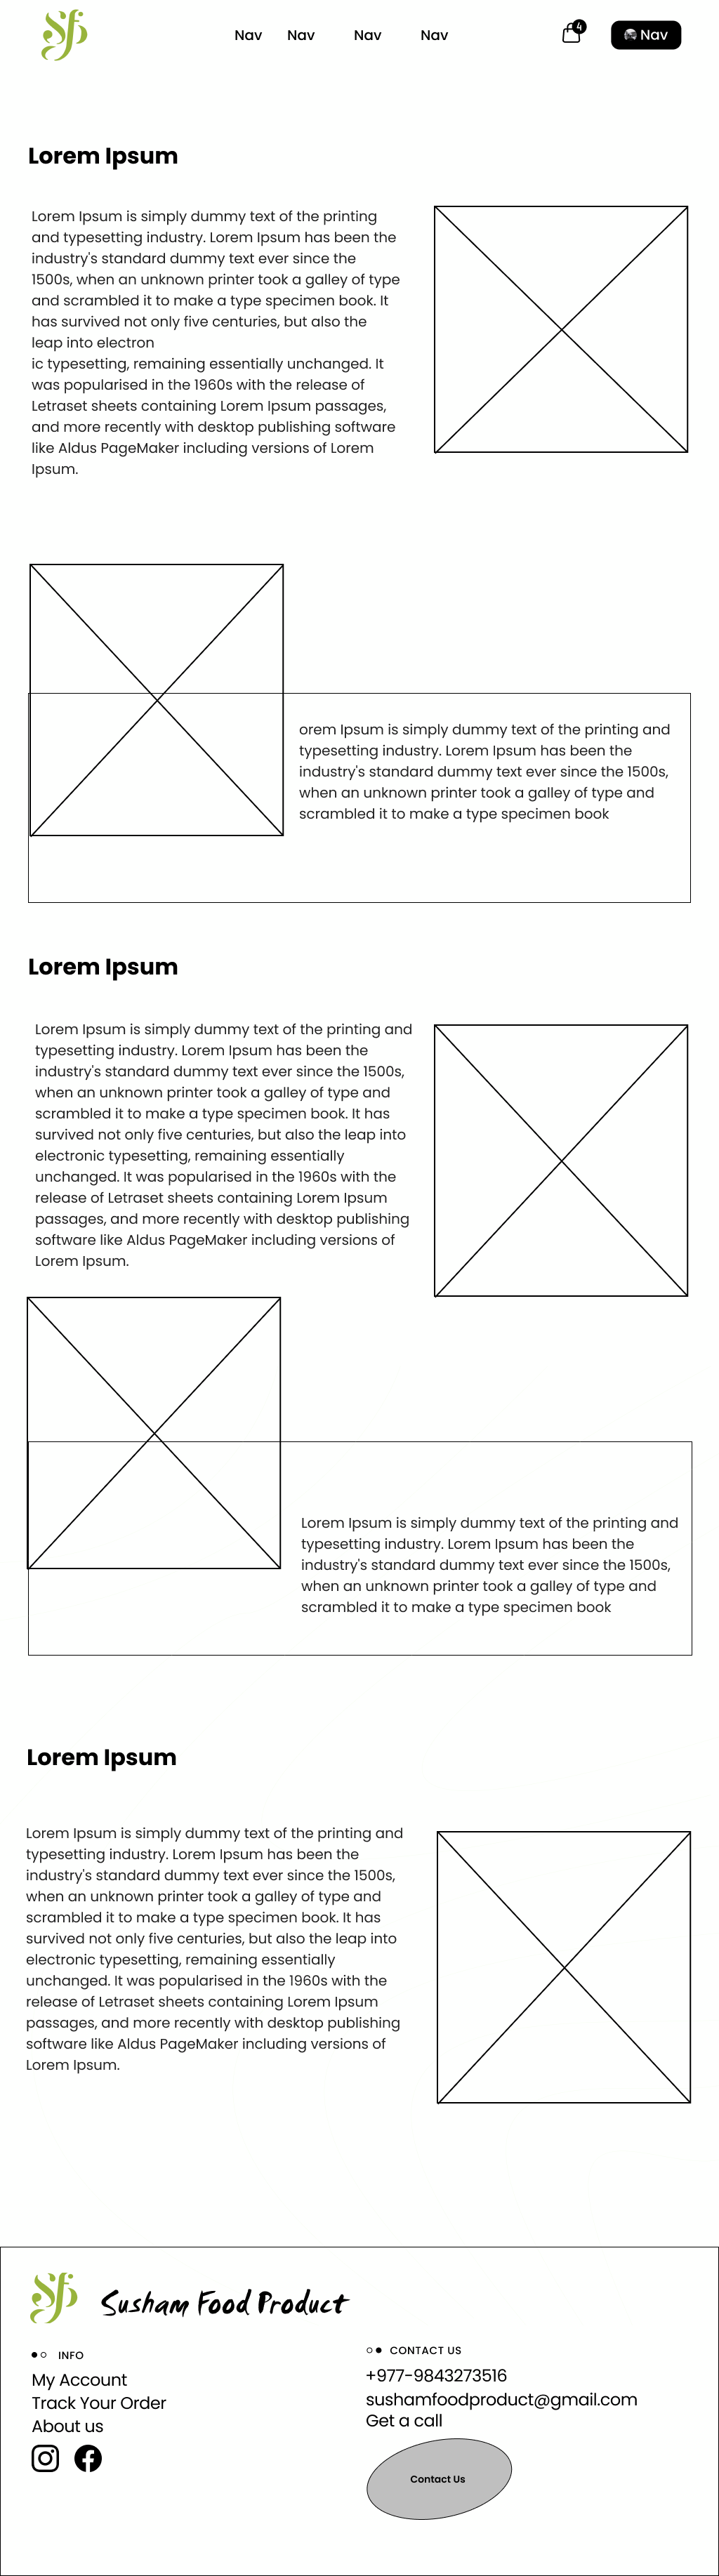 Sfp
Nav Nav Nav Nav 4 Nav
Lorem Ipsum
Lorem Ipsum is simply dummy text of the printing
and typesetting industry. Lorem Ipsum has been the
industry's standard dummy text ever since the
1500s, when an unknown printer took a galley of type
and scrambled it to make a type specimen book. It
has survived not only five centuries, but also the
leap into electron
ic typesetting, remaining essentially unchanged. It
was popularised in the 1960s with the release of
Letraset sheets containing Lorem Ipsum passages,
and more recently with desktop publishing software
like Aldus PageMaker including versions of Lorem
Ipsum.
orem Ipsum is simply dummy text of the printing and
typesetting industry. Lorem Ipsum has been the
industry's standard dummy text ever since the 1500s,
when an unknown printer took a galley of type and
scrambled it to make a type specimen book
Lorem Ipsum
Lorem Ipsum is simply dummy text of the printing and
typesetting industry. Lorem Ipsum has been the
industry's standard dummy text ever since the 1500s,
when an unknown printer took a galley of type and
scrambled it to make a type specimen book. It has
survived not only five centuries, but also the leap into
electronic typesetting, remaining essentially
unchanged. It was popularised in the 1960s with the
release of Letraset sheets containing Lorem Ipsum
passages, and more recently with desktop publishing
software like Aldus PageMaker including versions of
Lorem Ipsum.
Lorem Ipsum is simply dummy text of the printing and
typesetting industry. Lorem Ipsum has been the
industry's standard dummy text ever since the 1500s,
when an unknown printer took a galley of type and
scrambled it to make a type specimen book
Lorem Ipsum
Lorem Ipsum is simply dummy text of the printing and
typesetting industry. Lorem Ipsum has been the
industry's standard dummy text ever since the 1500s,
when an unknown printer took a galley of type and
scrambled it to make a type specimen book. It has
survived not only five centuries, but also the leap into
electronic typesetting, remaining essentially
unchanged. It was popularised in the 1960s with the
release of Letraset sheets containing Lorem Ipsum
passages, and more recently with desktop publishing
software like Aldus PageMaker including versions of
Lorem Ipsum.
Sfp
Susham Food Product
INFO
My Account
Track Your Order
About us
CONTACT US
+977-9843273516
sushamfoodproduct@gmail.com
Get a call
Contact Us